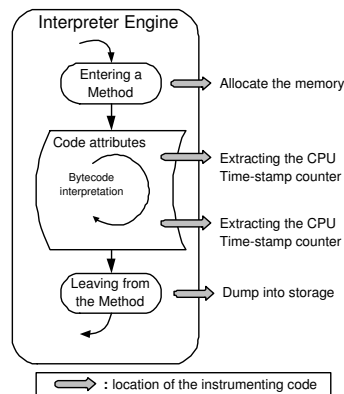 Interpreter Engine
Entering a
Method
Allocate the memory
Code attributes
Bytecode
interpretation
Extracting the CPU
Time-stamp counter
Extracting the CPU
Time-stamp counter
Leaving from
the Method
Dump into storage
: location of the instrumenting code